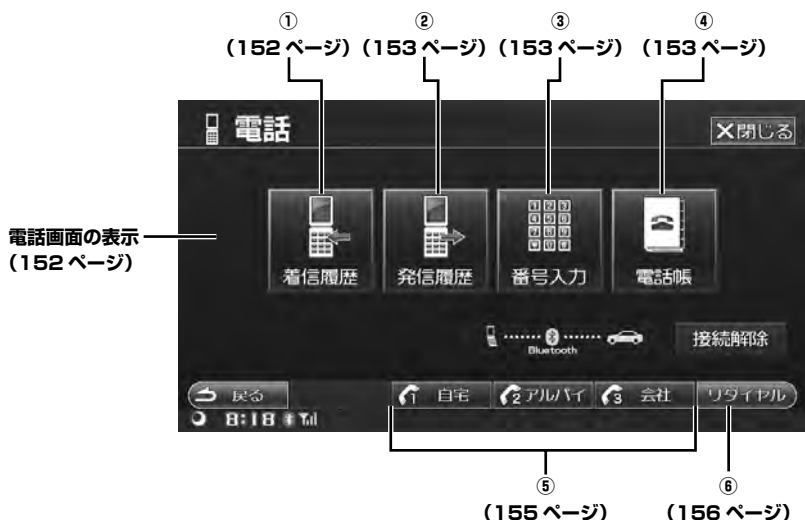 ① ② ③ ④
(152 ページ) (153 ページ) (153 ページ) (153 ページ)
電話 ×閉じる
電話画面の表示
(152 ページ)
着信履歴 発信履歴 番号入力 電話帳
Bluetooth 接続解除
戻る 1 自宅 2 アルパイ 3 会社 リダイヤル
8:18
⑤ ⑥
(155 ページ) (156 ページ)